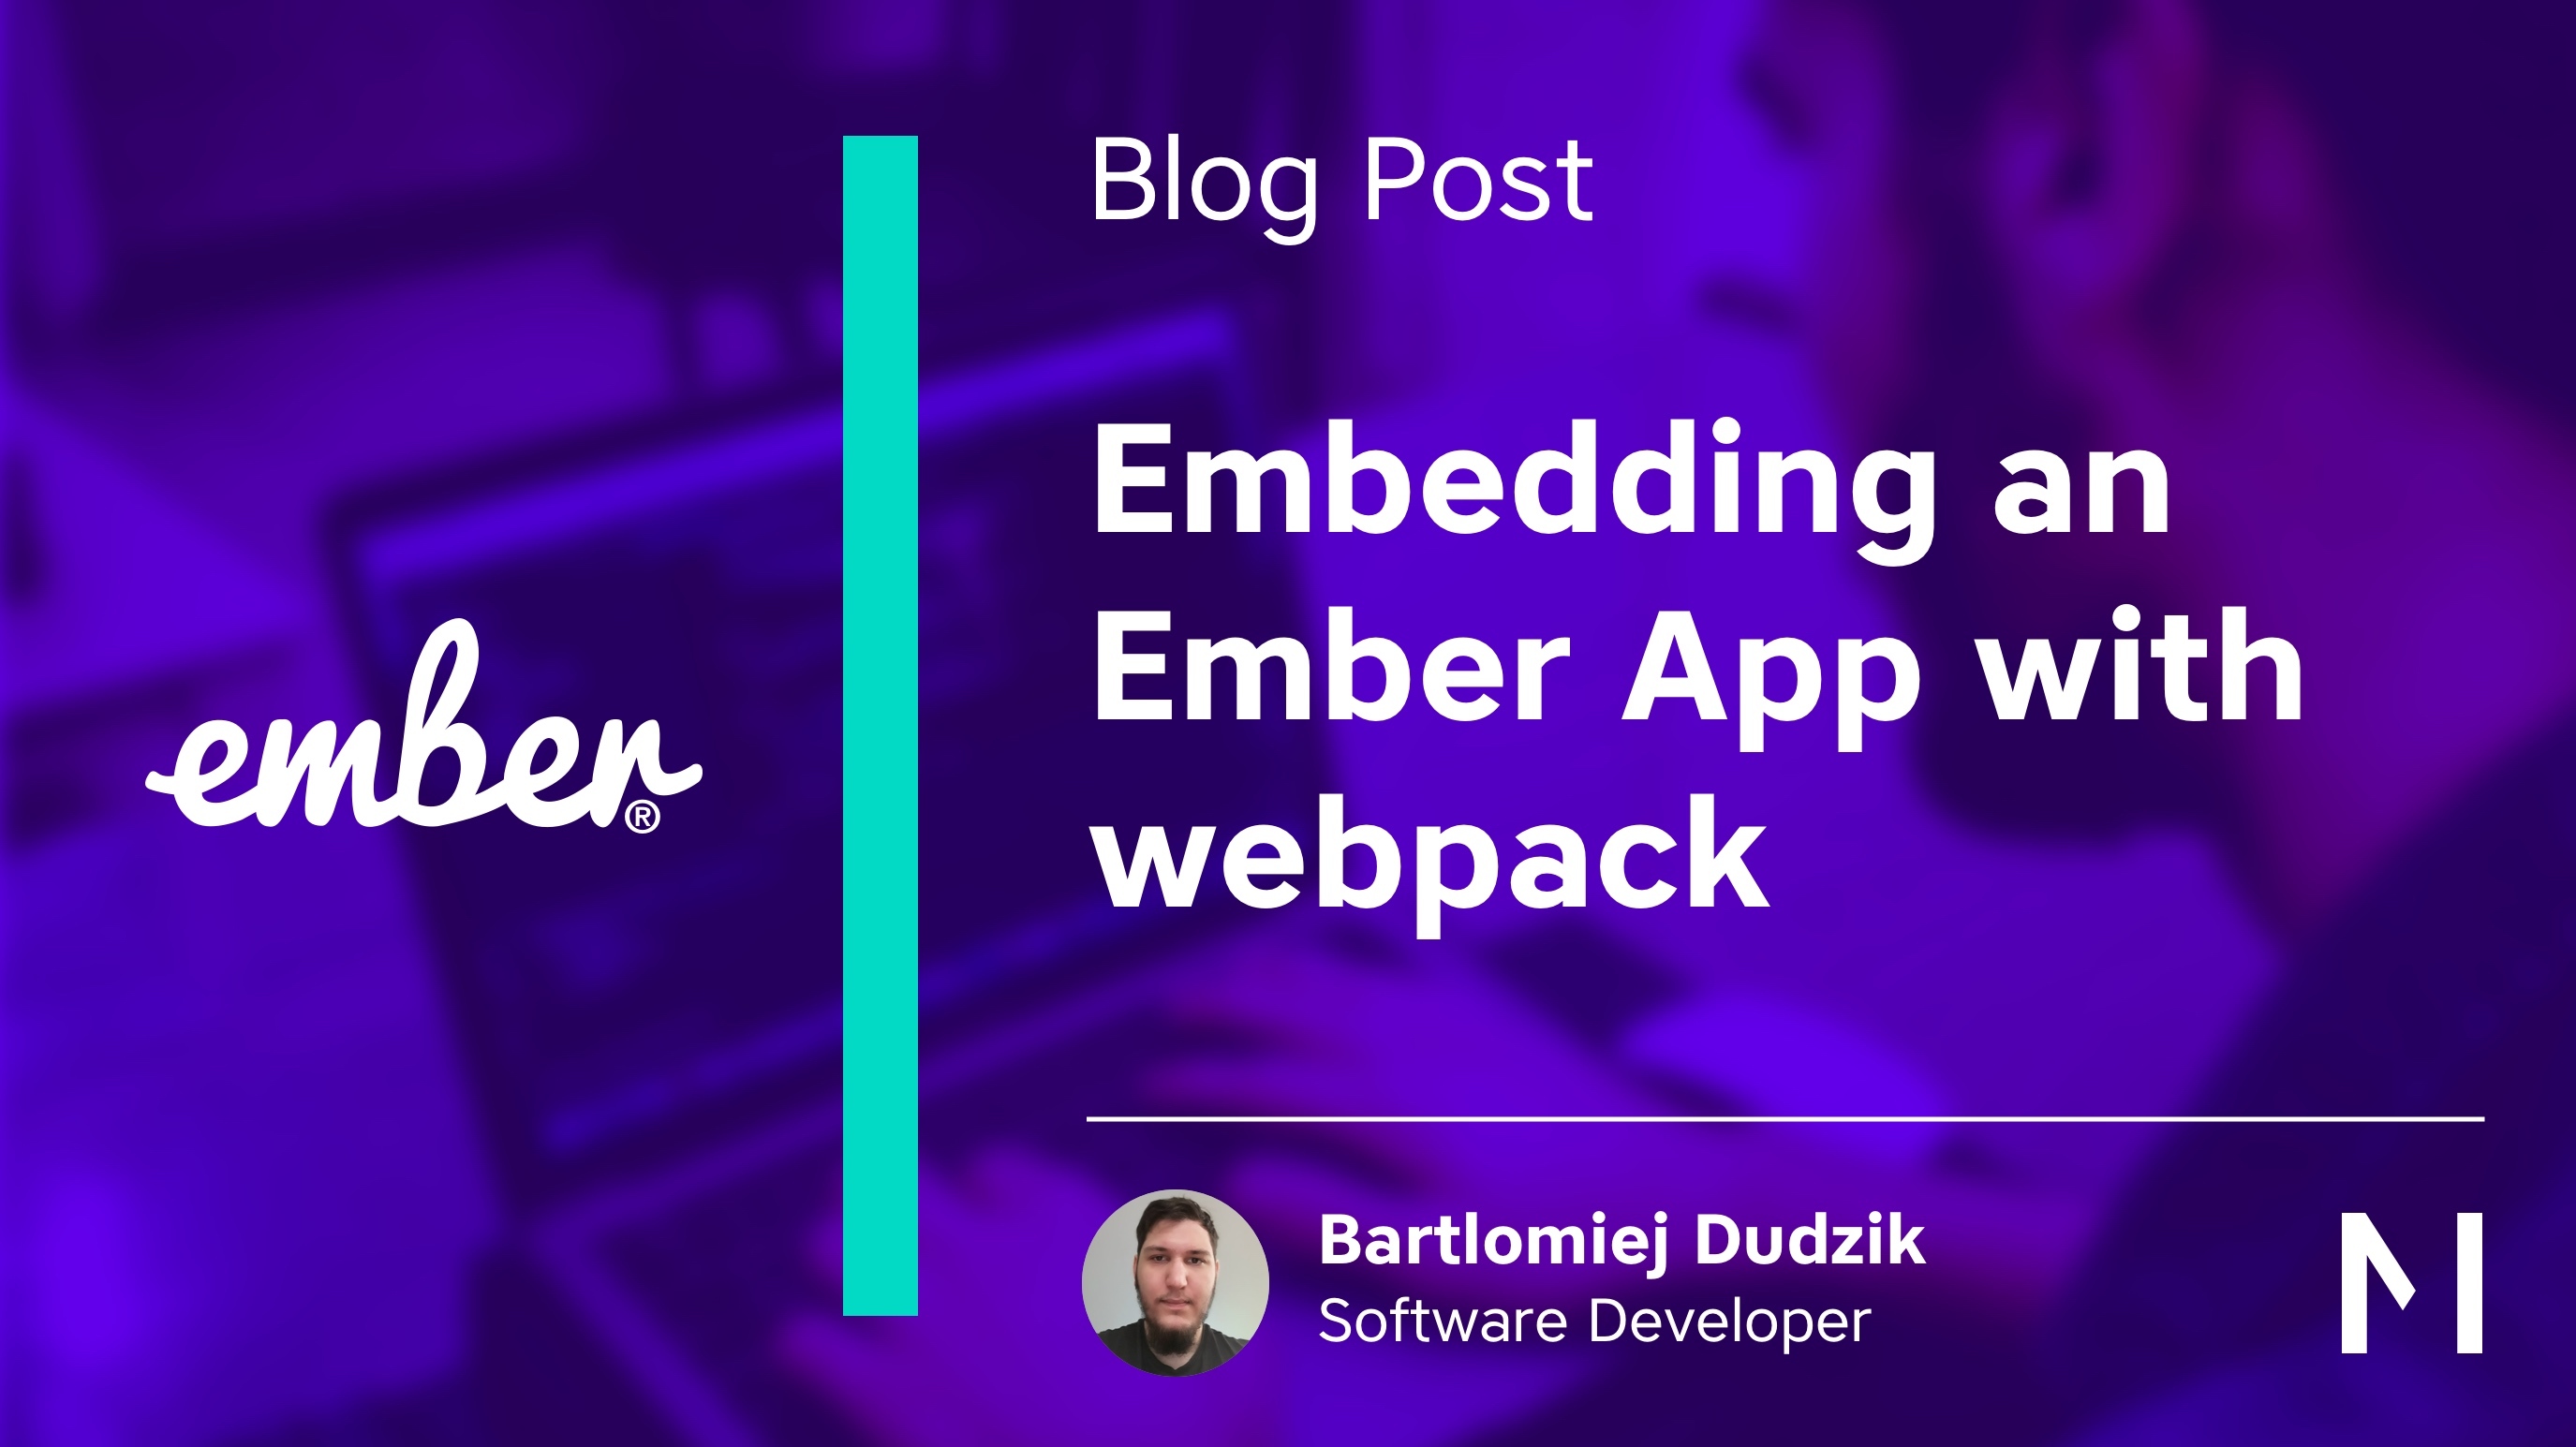 Blog Post
Embedding an
Ember App with
webpack
ember®
Bartlomiej Dudzik
Software Developer